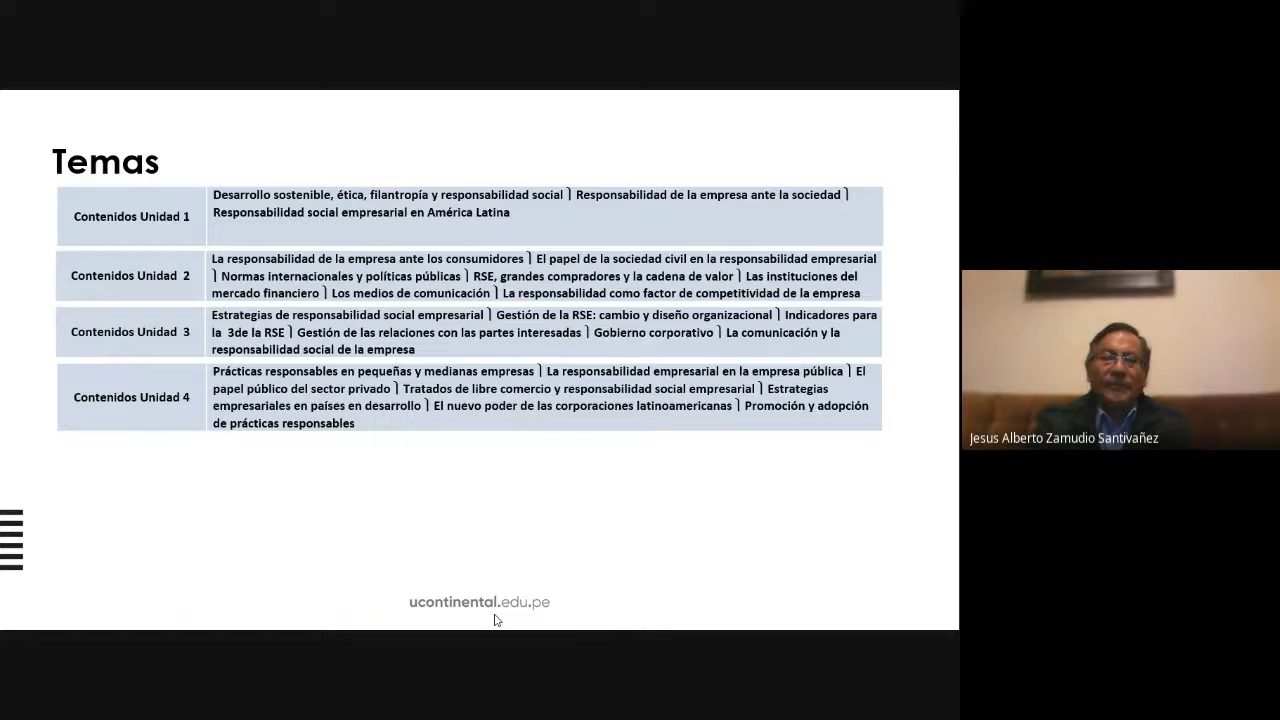 Temas
Contenidos Unidad 1
Desarrollo sostenible, ética, filantropía y responsabilidad social ⎫ Responsabilidad de la empresa ante la sociedad ⎫
Responsabilidad social empresarial en América Latina
Contenidos Unidad 2
La responsabilidad de la empresa ante los consumidores ⎫ El papel de la sociedad civil en la responsabilidad empresarial
⎫ Normas internacionales y políticas públicas ⎫ RSE, grandes compradores y la cadena de valor ⎫ Las instituciones del
mercado financiero ⎫ Los medios de comunicación ⎫ La responsabilidad como factor de competitividad de la empresa
Contenidos Unidad 3
Estrategias de responsabilidad social empresarial ⎫ Gestión de la RSE: cambio y diseño organizacional ⎫ Indicadores para
la 3de la RSE ⎫ Gestión de las relaciones con las partes interesadas ⎫ Gobierno corporativo ⎫ La comunicación y la
responsabilidad social de la empresa
Contenidos Unidad 4
Prácticas responsables en pequeñas y medianas empresas ⎫ La responsabilidad empresarial en la empresa pública ⎫ El
papel público del sector privado ⎫ Tratados de libre comercio y responsabilidad social empresarial ⎫ Estrategias
empresariales en países en desarrollo ⎫ El nuevo poder de las corporaciones latinoamericanas ⎫ Promoción y adopción
de prácticas responsables
ucontinental.edu.pe
Jesus Alberto Zamudio Santivañez